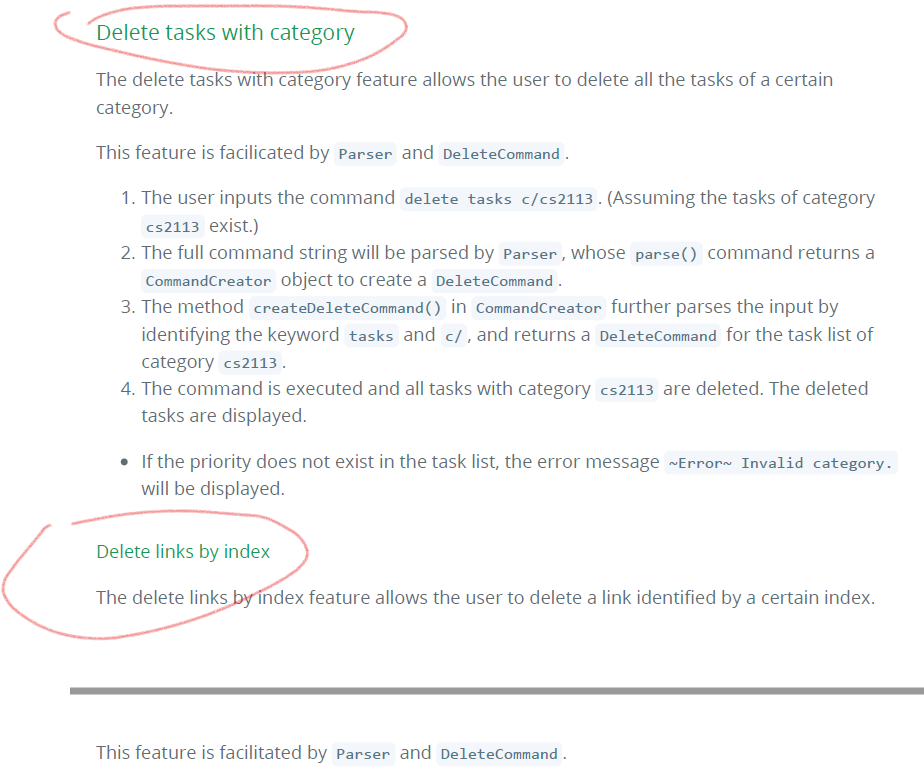 Delete tasks with category
The delete tasks with category feature allows the user to delete all the tasks of a certain
category.
This feature is facilicated by Parser and DeleteCommand.
1. The user inputs the command delete tasks c/cs2113. (Assuming the tasks of category
cs2113 exist.)
2. The full command string will be parsed by Parser, whose parse() command returns a
CommandCreator object to create a DeleteCommand.
3. The method createDeleteCommand() in CommandCreator further parses the input by
identifying the keyword tasks and c/, and returns a DeleteCommand for the task list of
category cs2113.
4. The command is executed and all tasks with category cs2113 are deleted. The deleted
tasks are displayed.
• If the priority does not exist in the task list, the error message ~Error~ Invalid category.
will be displayed.
Delete links by index
The delete links by index feature allows the user to delete a link identified by a certain index.
This feature is facilitated by Parser and DeleteCommand.